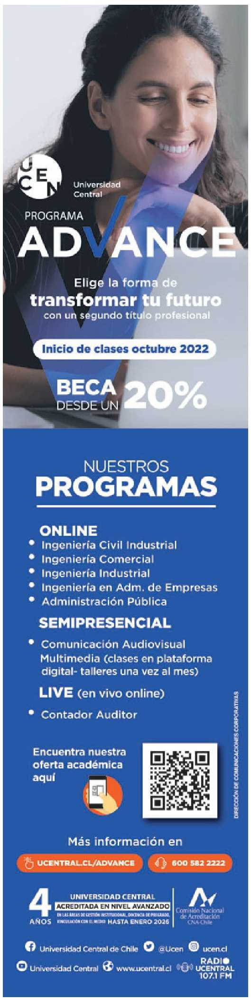 UCEN
Universidad
Central
PROGRAMA
ADVANCE
Elige la forma de
transformar tu futuro
con un segundo título profesional
Inicio de clases octubre 2022
BECA
DESDE UN 20%
NUESTROS
PROGRAMAS
ONLINE
• Ingeniería Civil Industrial
• Ingeniería Comercial
• Ingeniería Industrial
• Ingeniería en Adm. de Empresas
• Administración Pública
SEMIPRESENCIAL
• Comunicación Audiovisual
Multimedia (clases en plataforma
digital- talleres una vez al mes)
LIVE (en vivo online)
• Contador Auditor
DIRECCIÓN DE COMUNICACIONES CORPORATIVAS
Encuentra nuestra
oferta académica
aquí
Más información en
UCENTRAL.CL/ADVANCE
600 582 2222
4
AÑOS
UNIVERSIDAD CENTRAL
ACREDITADA EN NIVEL AVANZADO
EN LAS ÁREAS DE GESTIÓN INSTITUCIONAL, DOCENCIA DE PREGRADO,
VINCULACIÓN CON EL MEDIO HASTA ENERO 2026
Comisión Nacional
de Acreditación
CNA-Chile
Universidad Central de Chile @Ucen ucen.cl
Universidad Central www.ucentral.cl
RADIO
UCENTRAL
107.1 FM